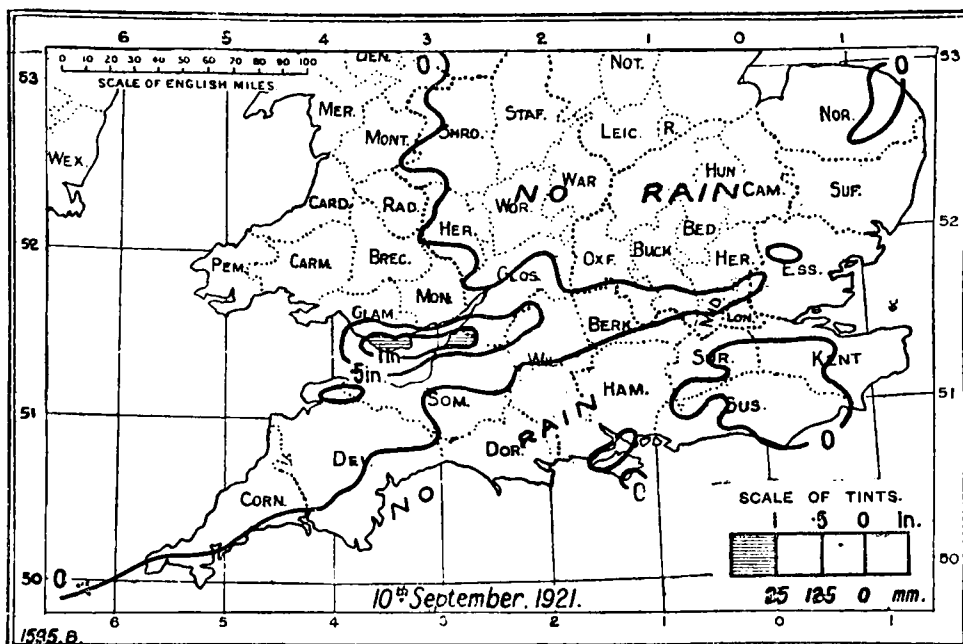 6 5 4 3 2 1 0 1
53 0 10 20 30 40 50 60 70 80 90 100 DEN. 0 NOT. 0 53
SCALE OF ENGLISH MILES
MER. SHRO. STAF. LEIC. R. NOR.
WEX. MONT.
NO RAIN
WAR HUN CAM. SUF.
CARD. RAD. WOR.
HER. BED
52 52
PEM. CARM. BREC. GLOS. OXF. BUCK HER. ESS.
MON.
GLAM. BERK. MID. LON.
1in WIL. SUR. KENT
.5in.
51 SOM. HAM. SUS. 51
RAIN
DEV. DOR. 0
NO 0
CORN. SCALE OF TINTS.
1 .5 0 in.
50 0 50
25 12.5 0 mm.
10th September, 1921.
6 5 4 3 2 1 0 1
1595.B.